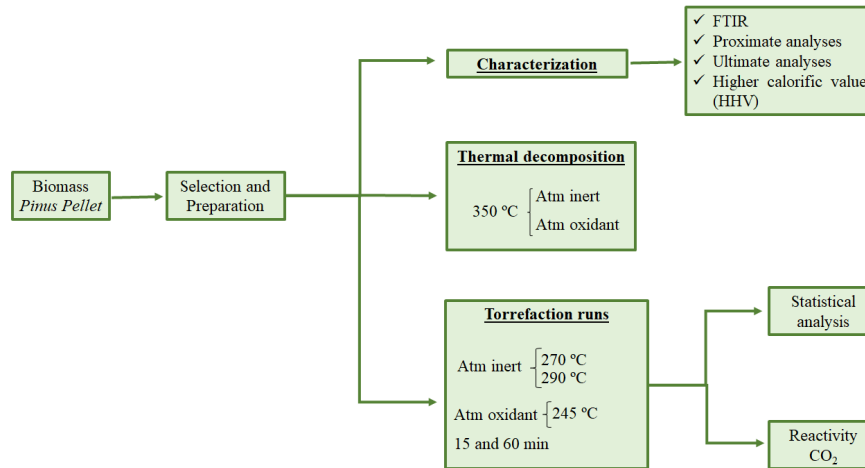 Biomass
Pinus Pellet
Selection and
Preparation
Characterization
✓ FTIR
✓ Proximate analyses
✓ Ultimate analyses
✓ Higher calorific value
(HHV)
Thermal decomposition
350 ºC
Atm inert
Atm oxidant
Torrefaction runs
Atm inert
270 ºC
290 ºC
Atm oxidant
245 ºC
15 and 60 min
Statistical
analysis
Reactivity
CO₂